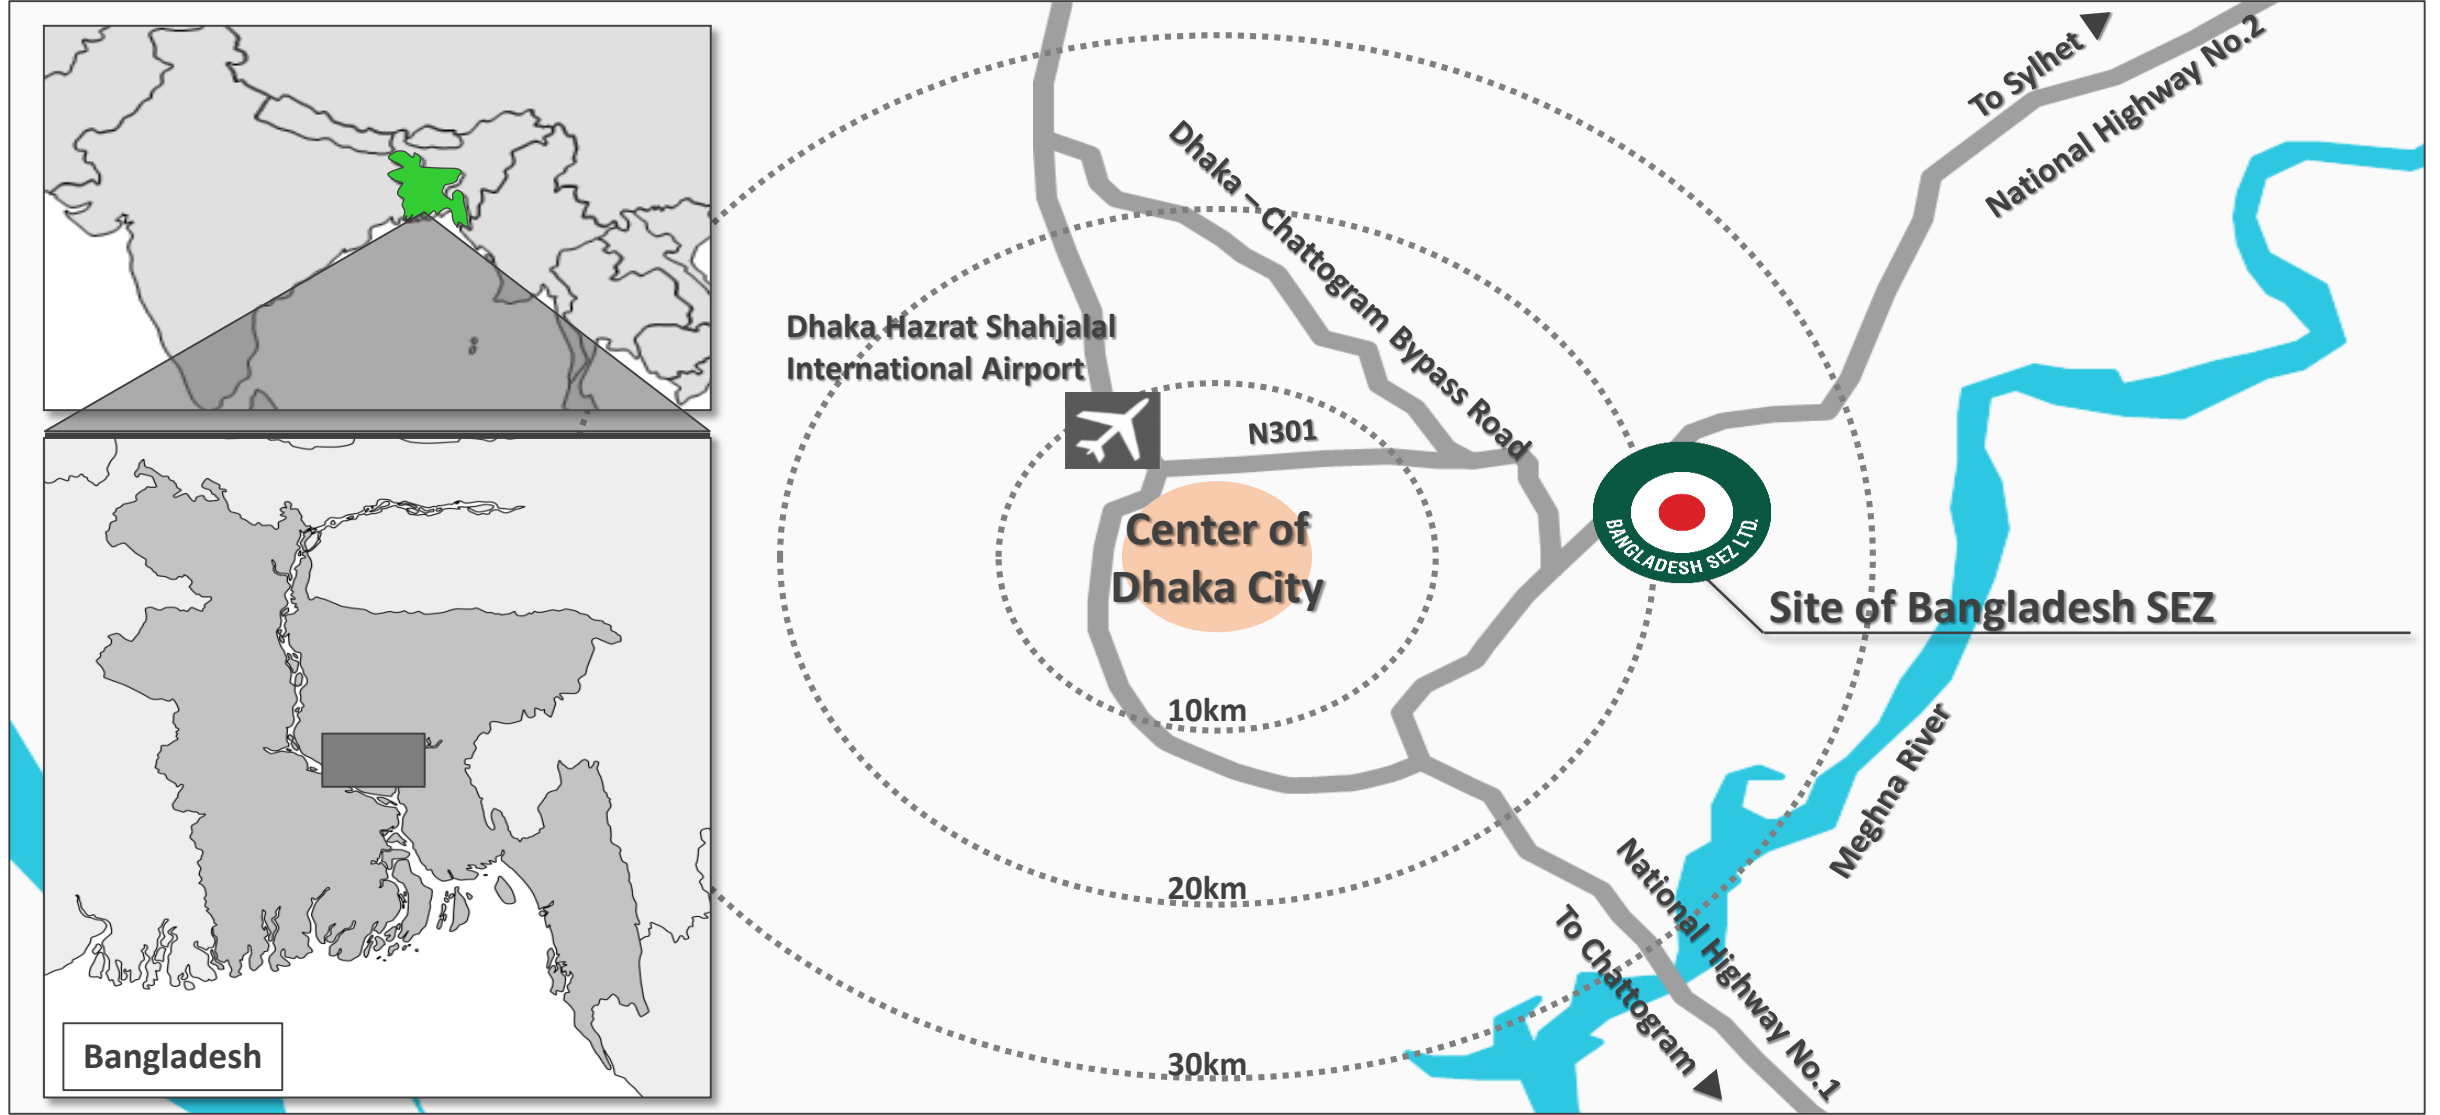 To Sylhet
National Highway No.2
Dhaka – Chattogram Bypass Road
Dhaka Hazrat Shahjalal
International Airport
N301
Center of
Dhaka City
BANGLADESH SEZ LTD.
Site of Bangladesh SEZ
10km
20km
30km
Meghna River
National Highway No.1
To Chattogram
Bangladesh